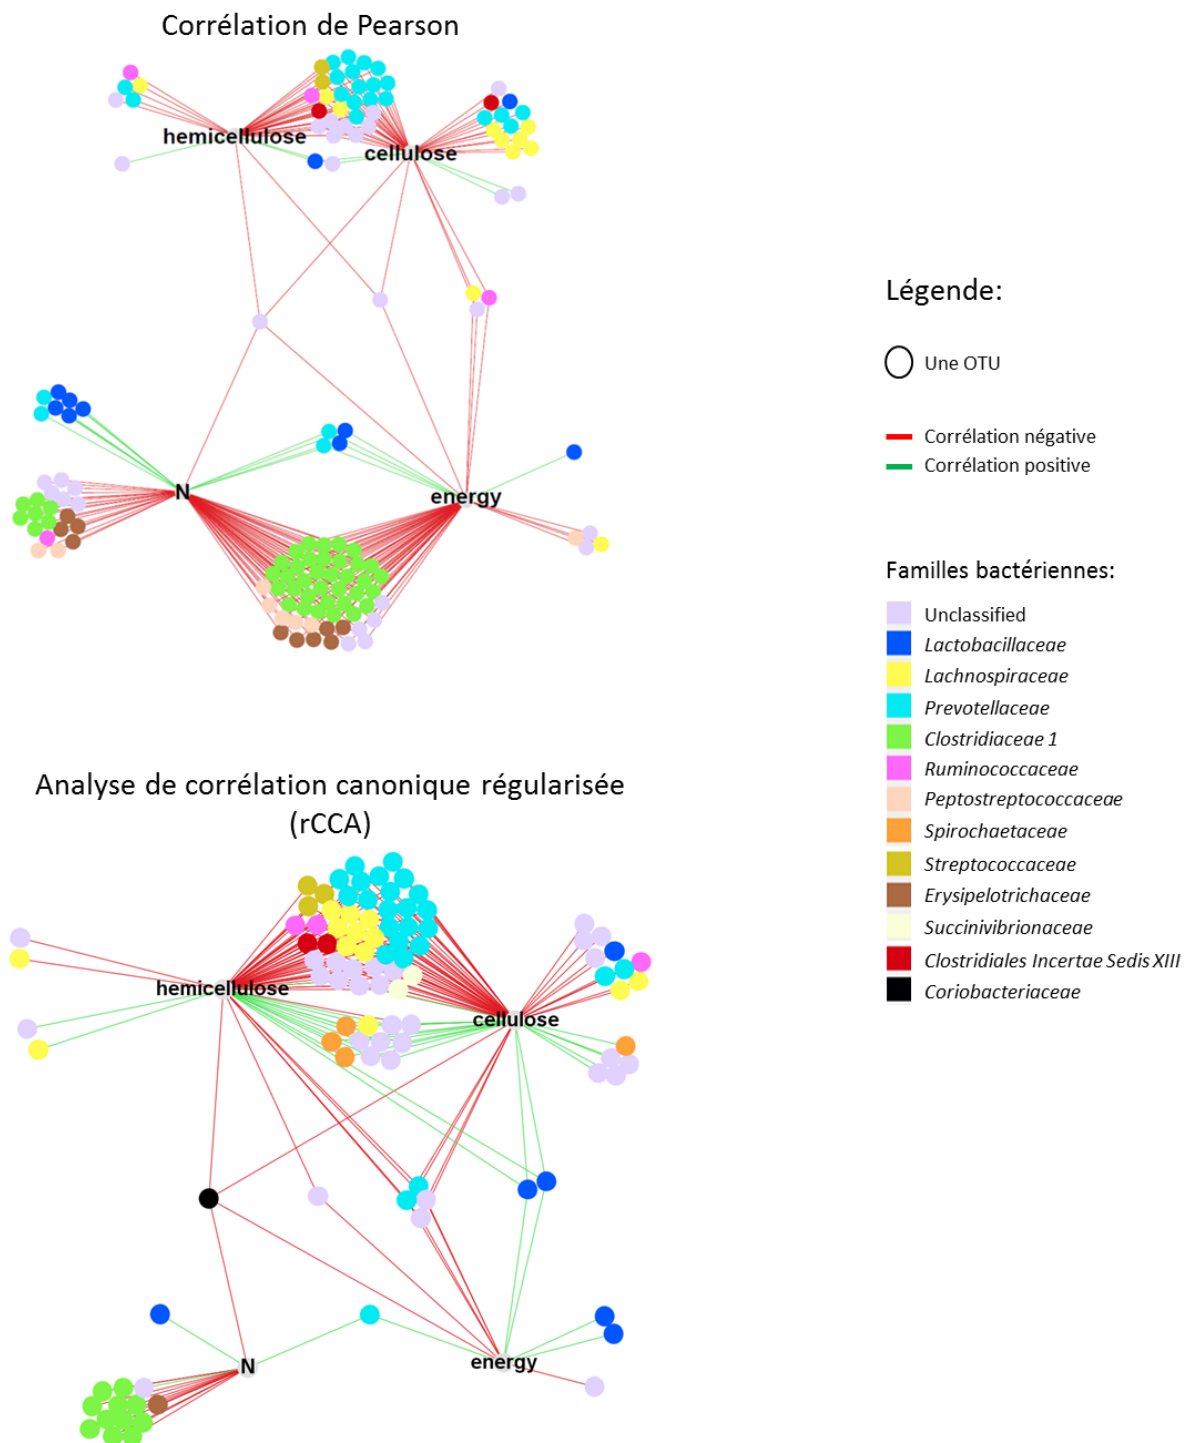 Corrélation de Pearson
hemicellulose
cellulose
N
energy
Légende:
Une OTU
Corrélation négative
Corrélation positive
Familles bactériennes:
Unclassified
Lactobacillaceae
Lachnospiraceae
Prevotellaceae
Clostridiaceae 1
Ruminococcaceae
Peptostreptococcaceae
Spirochaetaceae
Streptococcaceae
Erysipelotrichaceae
Succinivibrionaceae
Clostridiales Incertae Sedis XIII
Coriobacteriaceae
Analyse de corrélation canonique régularisée
(rCCA)
hemicellulose
cellulose
N
energy